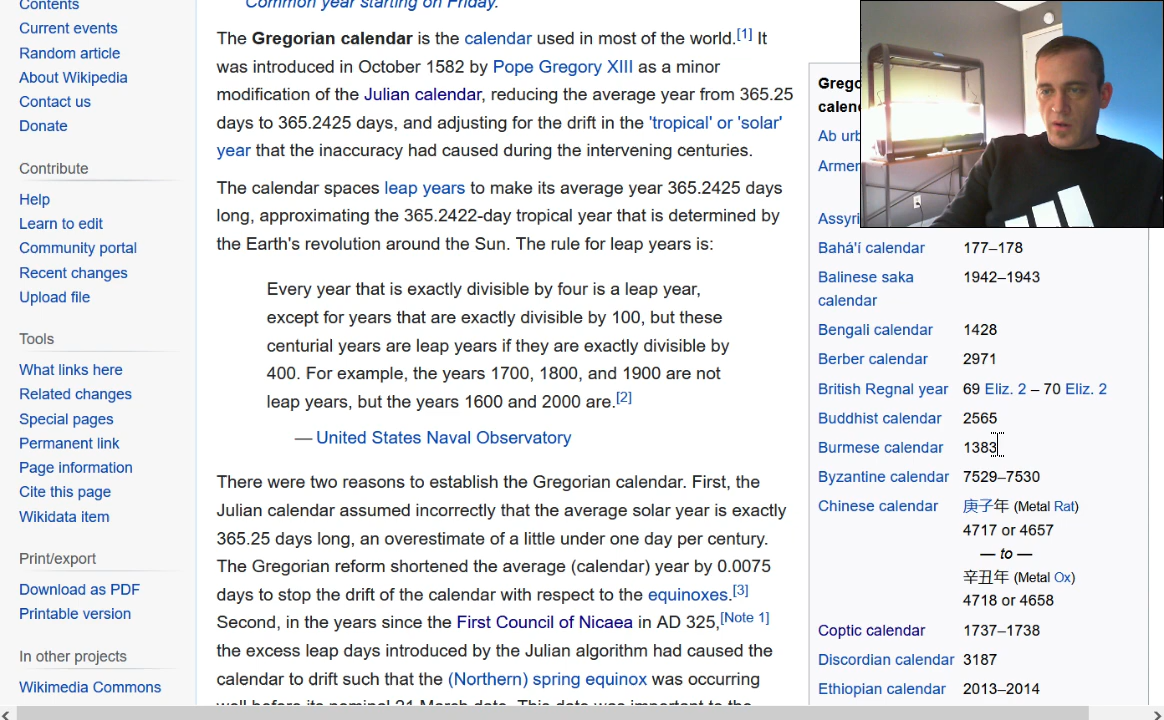 Contents
Current events
Random article
About Wikipedia
Contact us
Donate
Contribute
Help
Learn to edit
Community portal
Recent changes
Upload file
Tools
What links here
Related changes
Special pages
Permanent link
Page information
Cite this page
Wikidata item
Print/export
Download as PDF
Printable version
In other projects
Wikimedia Commons
Common year starting on Friday.
The Gregorian calendar is the calendar used in most of the world.[1] It
was introduced in October 1582 by Pope Gregory XIII as a minor
modification of the Julian calendar, reducing the average year from 365.25
days to 365.2425 days, and adjusting for the drift in the 'tropical' or 'solar'
year that the inaccuracy had caused during the intervening centuries.
The calendar spaces leap years to make its average year 365.2425 days
long, approximating the 365.2422-day tropical year that is determined by
the Earth's revolution around the Sun. The rule for leap years is:
Every year that is exactly divisible by four is a leap year,
except for years that are exactly divisible by 100, but these
centurial years are leap years if they are exactly divisible by
400. For example, the years 1700, 1800, and 1900 are not
leap years, but the years 1600 and 2000 are.[2]
— United States Naval Observatory
There were two reasons to establish the Gregorian calendar. First, the
Julian calendar assumed incorrectly that the average solar year is exactly
365.25 days long, an overestimate of a little under one day per century.
The Gregorian reform shortened the average (calendar) year by 0.0075
days to stop the drift of the calendar with respect to the equinoxes.[3]
Second, in the years since the First Council of Nicaea in AD 325,[Note 1]
the excess leap days introduced by the Julian algorithm had caused the
calendar to drift such that the (Northern) spring equinox was occurring
well before its nominal 21 March date. This date was important to the
Grego
calen
Ab urb
Armer
Assyri
Bahá'í calendar 177–178
Balinese saka 1942–1943
calendar
Bengali calendar 1428
Berber calendar 2971
British Regnal year 69 Eliz. 2 – 70 Eliz. 2
Buddhist calendar 2565
Burmese calendar 1383
Byzantine calendar 7529–7530
Chinese calendar 庚子年 (Metal Rat)
4717 or 4657
— to —
辛丑年 (Metal Ox)
4718 or 4658
Coptic calendar 1737–1738
Discordian calendar 3187
Ethiopian calendar 2013–2014